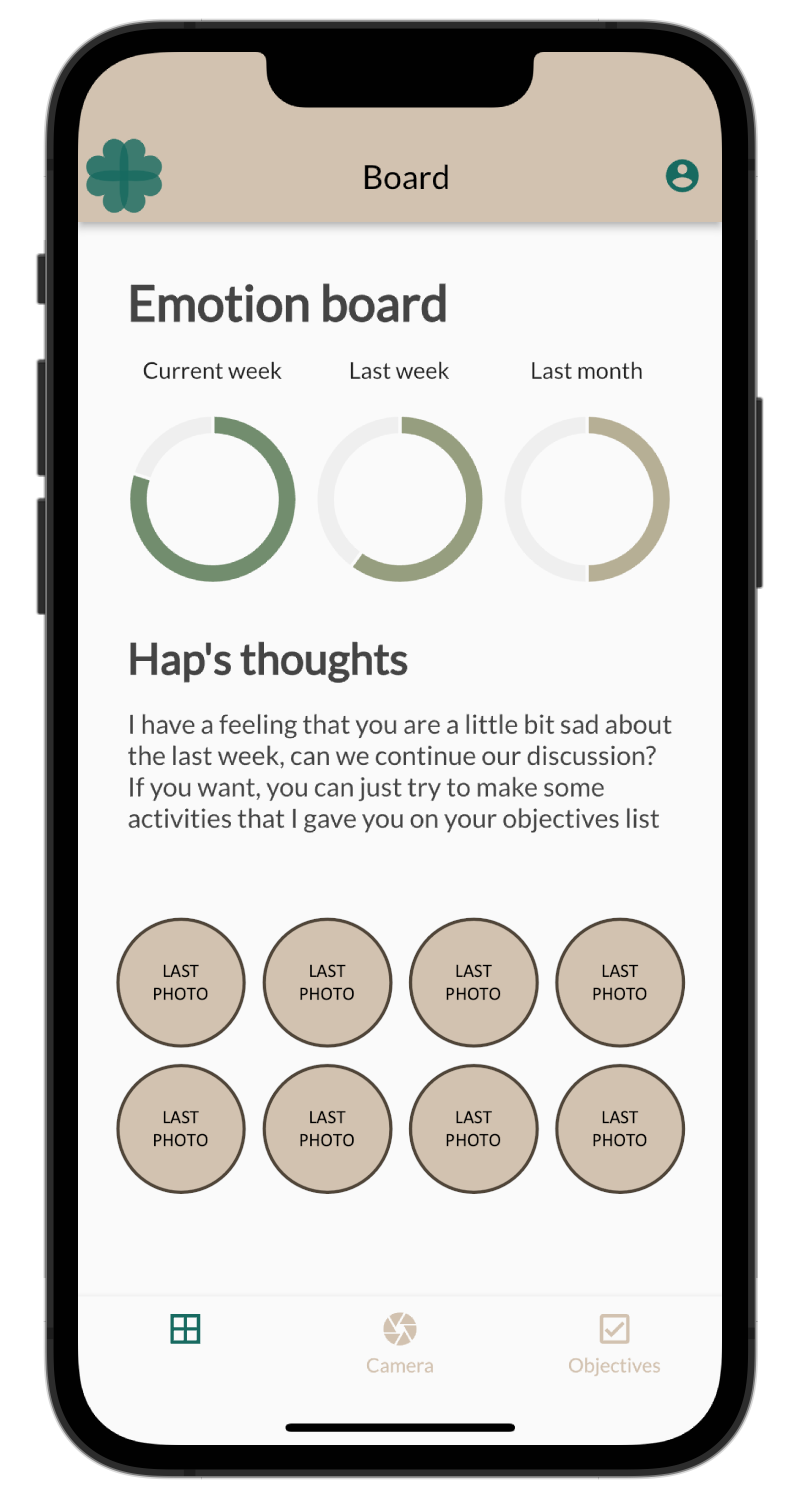 Board
Emotion board
Current week
Last week
Last month
Hap's thoughts
I have a feeling that you are a little bit sad about
the last week, can we continue our discussion?
If you want, you can just try to make some
activities that I gave you on your objectives list
LAST
PHOTO
LAST
PHOTO
LAST
PHOTO
LAST
PHOTO
LAST
PHOTO
LAST
PHOTO
LAST
PHOTO
LAST
PHOTO
Camera
Objectives